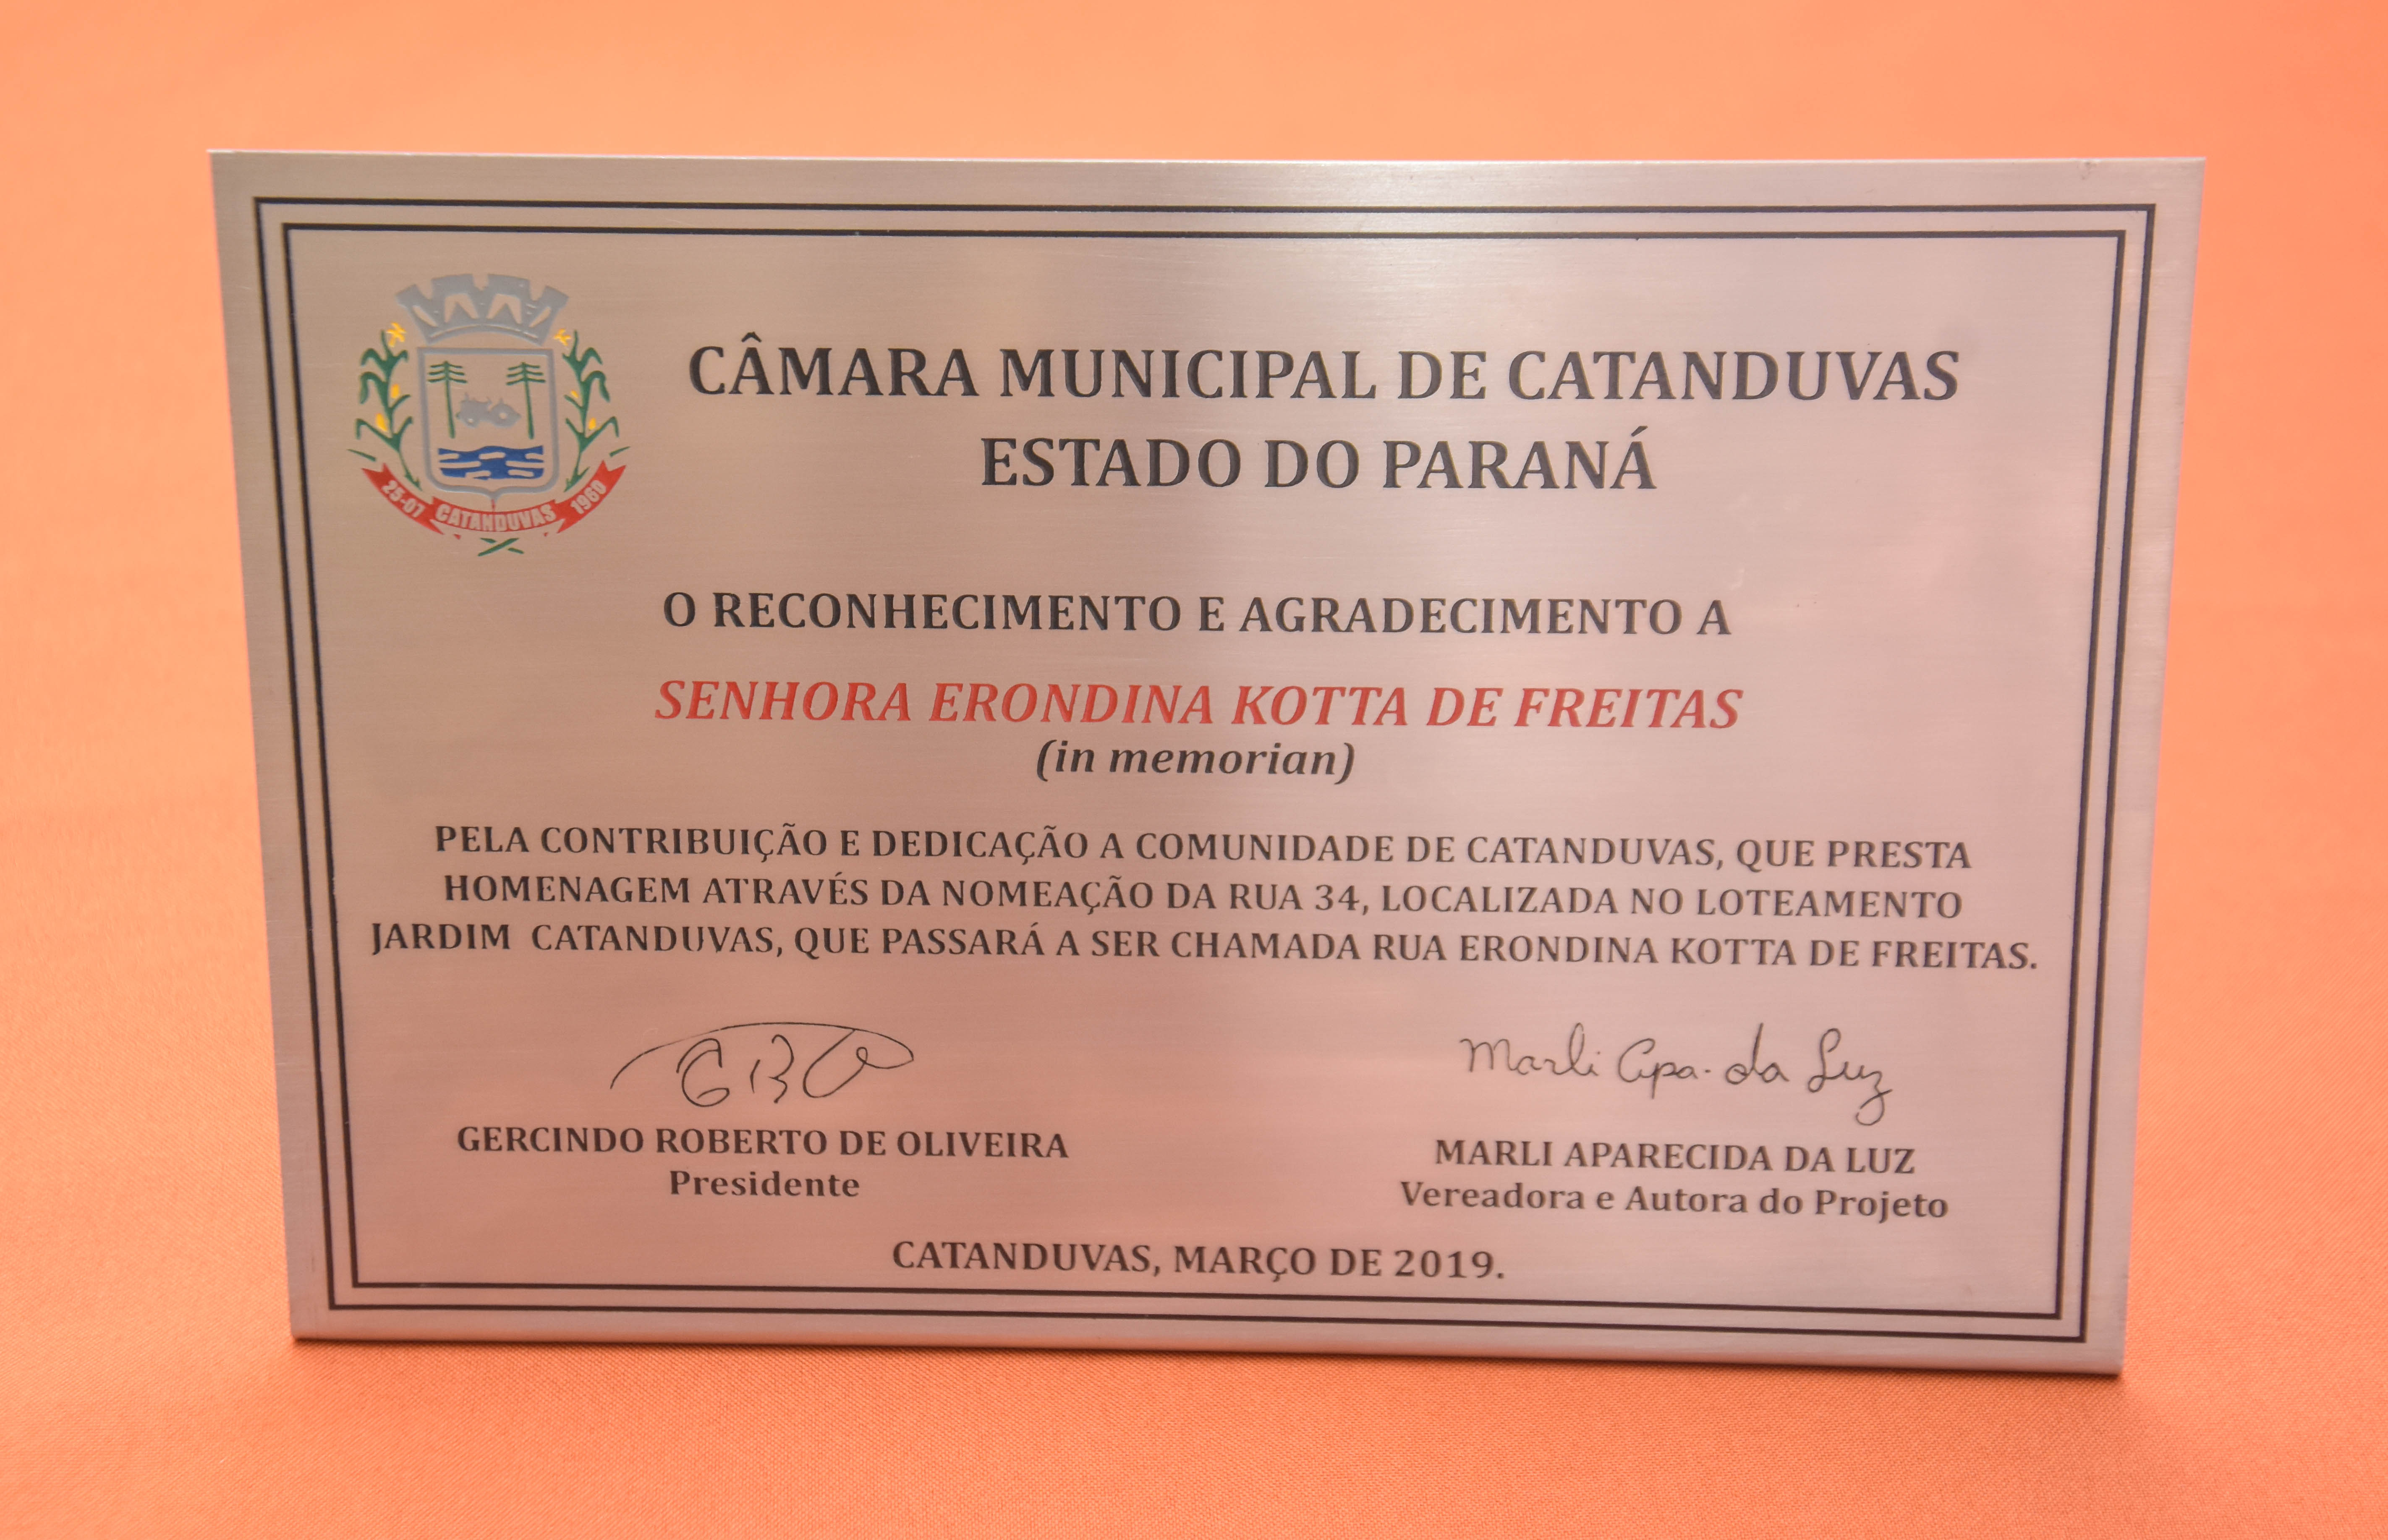 CÂMARA MUNICIPAL DE CATANDUVAS
ESTADO DO PARANÁ
25-07 CATANDUVAS 1960
O RECONHECIMENTO E AGRADECIMENTO A
SENHORA ERONDINA KOTTA DE FREITAS
(in memorian)
PELA CONTRIBUIÇÃO E DEDICAÇÃO A COMUNIDADE DE CATANDUVAS, QUE PRESTA
HOMENAGEM ATRAVÉS DA NOMEAÇÃO DA RUA 34, LOCALIZADA NO LOTEAMENTO
JARDIM CATANDUVAS, QUE PASSARÁ A SER CHAMADA RUA ERONDINA KOTTA DE FREITAS.
Marli Apa. da Luz
GERCINDO ROBERTO DE OLIVEIRA
Presidente
MARLI APARECIDA DA LUZ
Vereadora e Autora do Projeto
CATANDUVAS, MARÇO DE 2019.